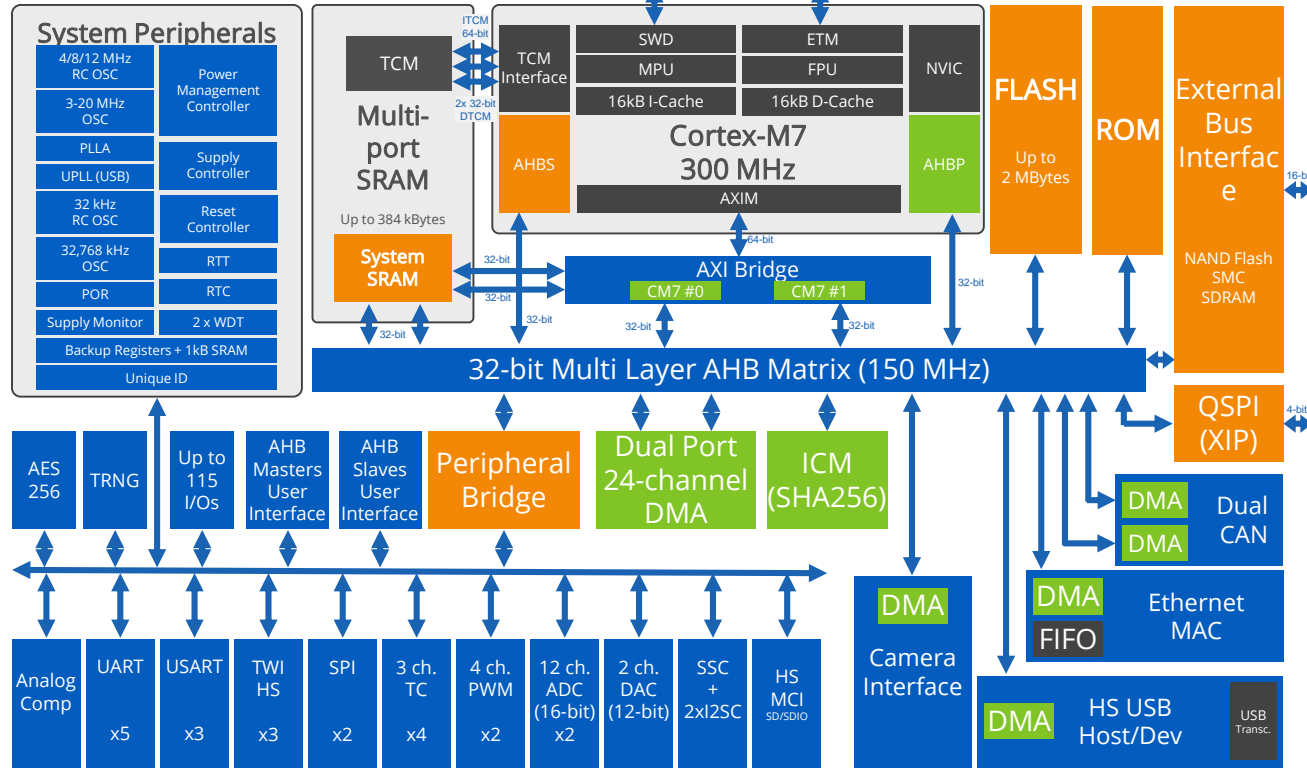 System Peripherals
4/8/12 MHz
RC OSC
3-20 MHz
OSC
PLLA
UPLL (USB)
32 kHz
RC OSC
32,768 kHz
OSC
POR
Supply Monitor
Power
Management
Controller
Supply
Controller
Reset
Controller
RTT
RTC
2 x WDT
Backup Registers + 1kB SRAM
Unique ID
TCM
Multi-
port
SRAM
Up to 384 kBytes
System
SRAM
ITCM
64-bit
2x 32-bit
DTCM
TCM
Interface
SWD
ETM
MPU
FPU
16kB I-Cache
16kB D-Cache
NVIC
AHBS
Cortex-M7
300 MHz
AHBP
AXIM
64-bit
32-bit
32-bit
AXI Bridge
CM7 #0
CM7 #1
32-bit
32-bit
32-bit
32-bit
32-bit
FLASH
Up to
2 MBytes
ROM
External
Bus
Interfac
e
NAND Flash
SMC
SDRAM
16-b
32-bit Multi Layer AHB Matrix (150 MHz)
QSPI
(XIP)
4-bit
AES
256
TRNG
Up to
115
I/Os
AHB
Masters
User
Interface
AHB
Slaves
User
Interface
Peripheral
Bridge
Dual Port
24-channel
DMA
ICM
(SHA256)
DMA
DMA
Dual
CAN
DMA
FIFO
Ethernet
MAC
DMA
Camera
Interface
DMA
HS USB
Host/Dev
USB
Transc.
Analog
Comp
UART
x5
USART
x3
TWI
HS
x3
SPI
x2
3 ch.
TC
x4
4 ch.
PWM
x2
12 ch.
ADC
(16-bit)
x2
2 ch.
DAC
(12-bit)
SSC
+
2xI2SC
HS
MCI
SD/SDIO